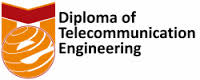 Diploma of
Telecommunication
Engineering